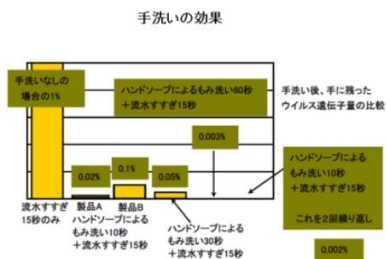 手洗いの効果
手洗いなしの
場合の1%
ハンドソープによるもみ洗い60秒
＋流水すすぎ15秒
手洗い後、手に残った
ウイルス遺伝子量の比較
0.003%
0.02%
0.1%
0.05%
ハンドソープによる
もみ洗い10秒
＋流水すすぎ15秒
これを２回繰り返し
0.002%
流水すすぎ
15秒のみ
製品A 製品B
ハンドソープによる
もみ洗い10秒
＋流水すすぎ15秒
ハンドソープによる
もみ洗い30秒
＋流水すすぎ15秒